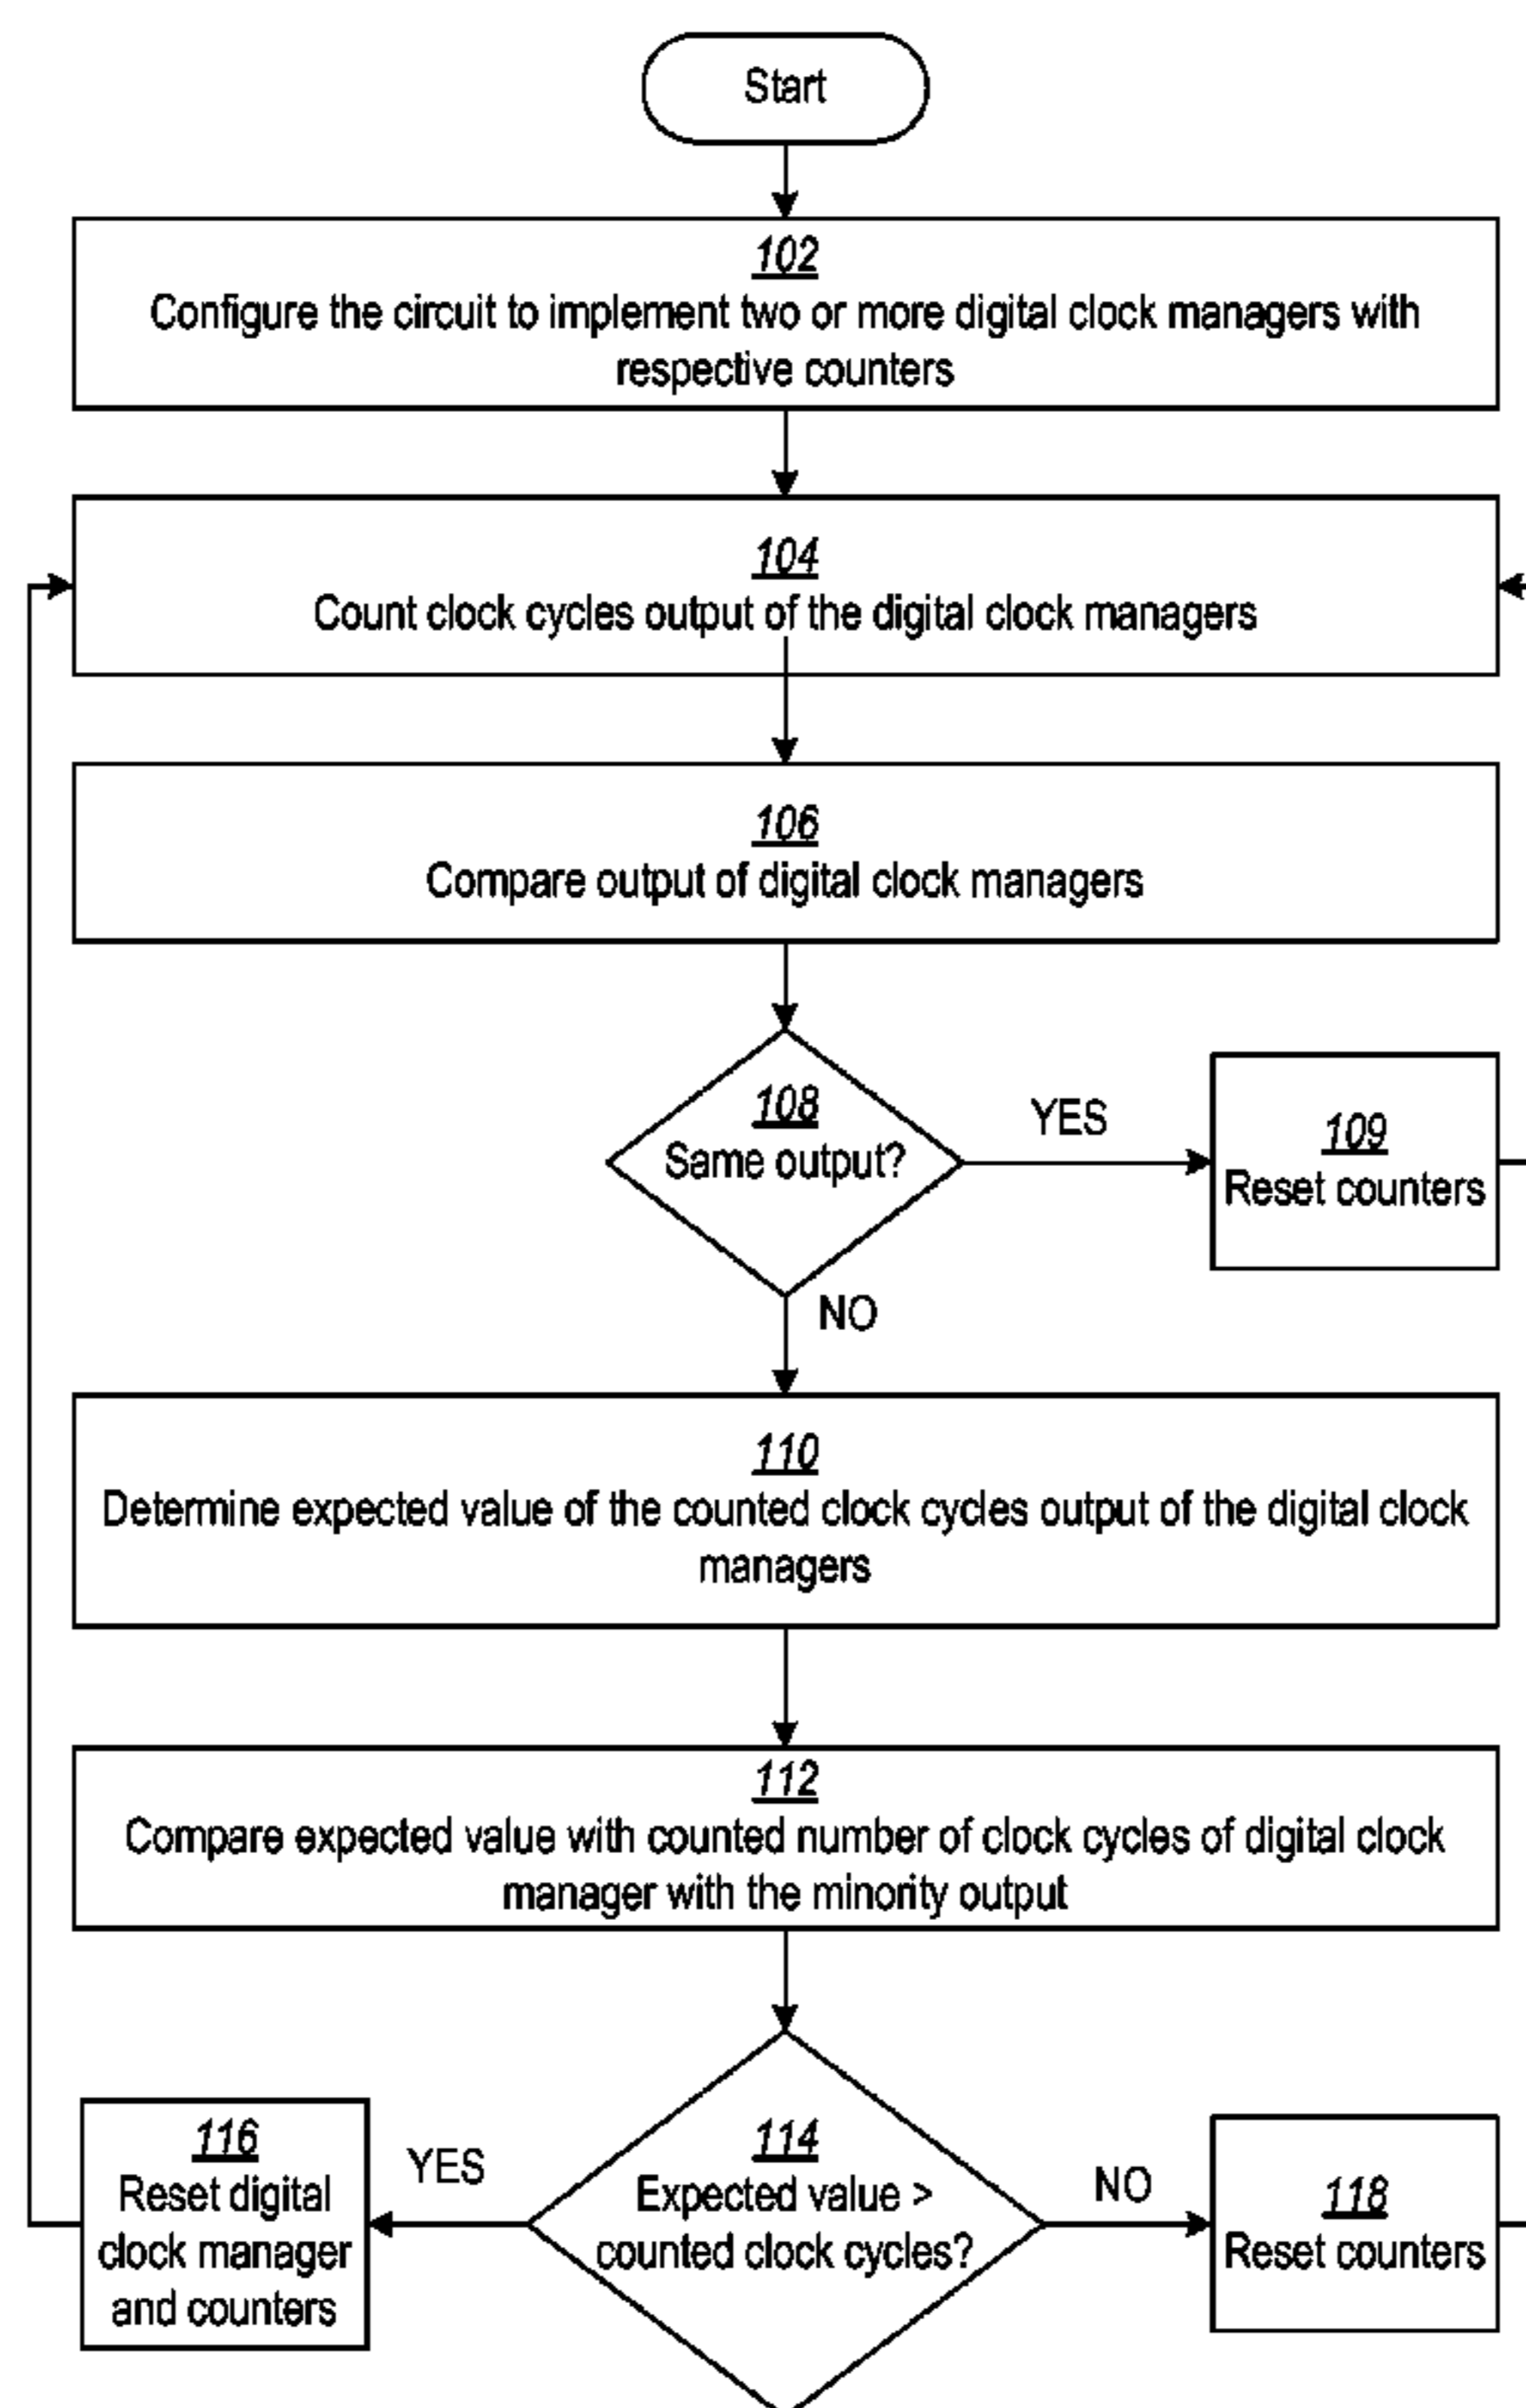 Start
102
Configure the circuit to implement two or more digital clock managers with
respective counters
104
Count clock cycles output of the digital clock managers
106
Compare output of digital clock managers
108
Same output?
YES
109
Reset counters
NO
110
Determine expected value of the counted clock cycles output of the digital clock
managers
112
Compare expected value with counted number of clock cycles of digital clock
manager with the minority output
116
Reset digital
clock manager
and counters
YES
114
Expected value >
counted clock cycles?
NO
118
Reset counters